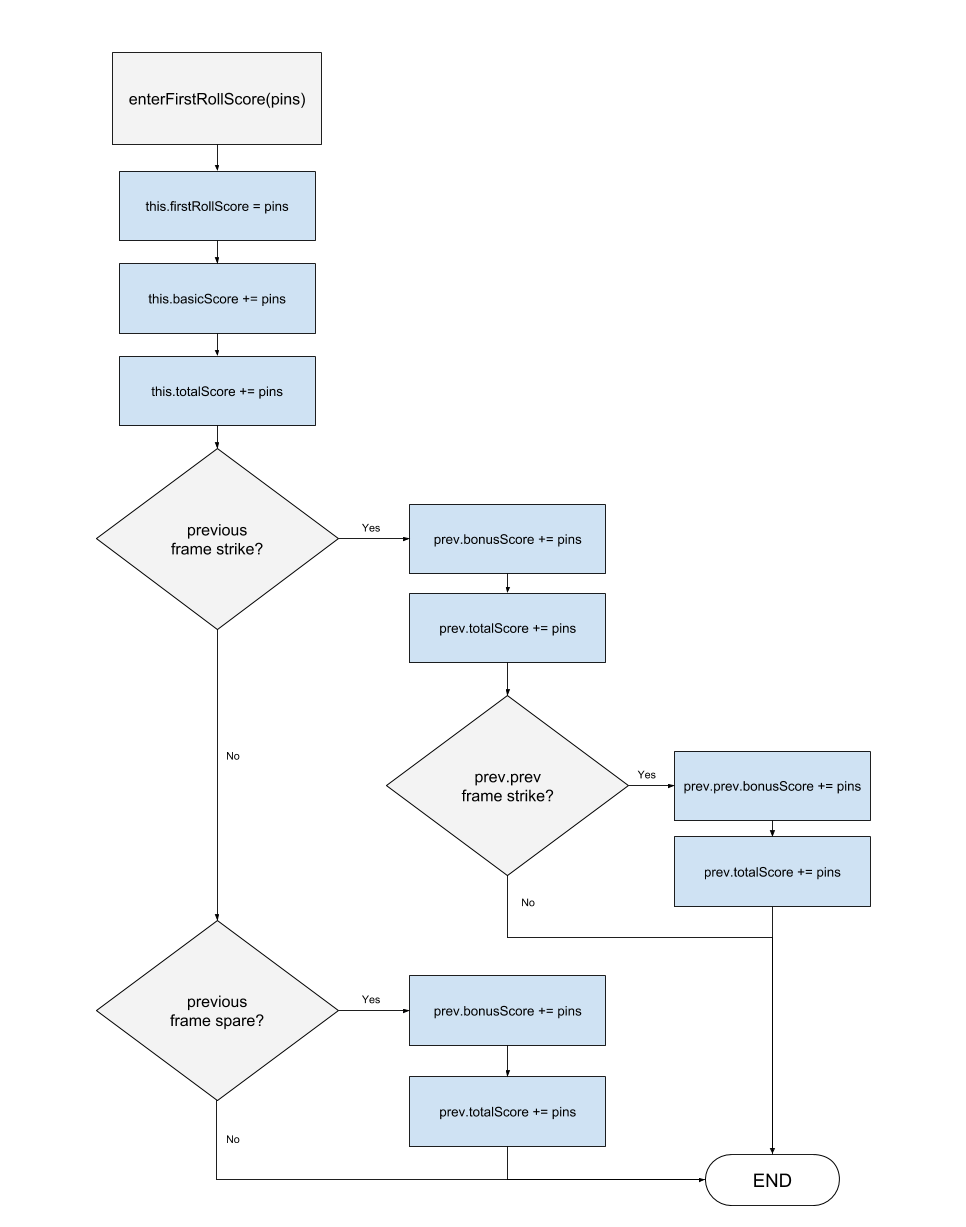 enterFirstRollScore(pins)
this.firstRollScore = pins
this.basicScore += pins
this.totalScore += pins
previous
frame strike?
Yes
prev.bonusScore += pins
prev.totalScore += pins
No
prev.prev
frame strike?
Yes
prev.prev.bonusScore += pins
prev.totalScore += pins
No
previous
frame spare?
Yes
prev.bonusScore += pins
prev.totalScore += pins
No
END